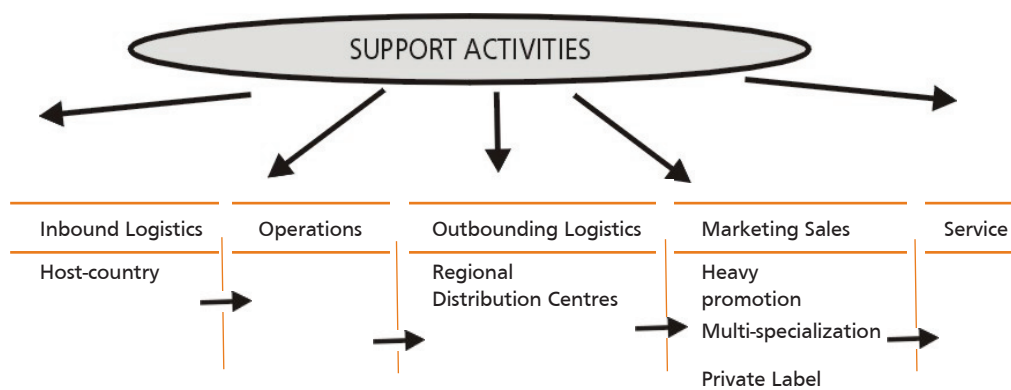 SUPPORT ACTIVITIES
Inbound Logistics
Operations
Outbounding Logistics
Marketing Sales
Service
Host-country
Regional
Distribution Centres
Heavy
promotion
Multi-specialization
Private Label